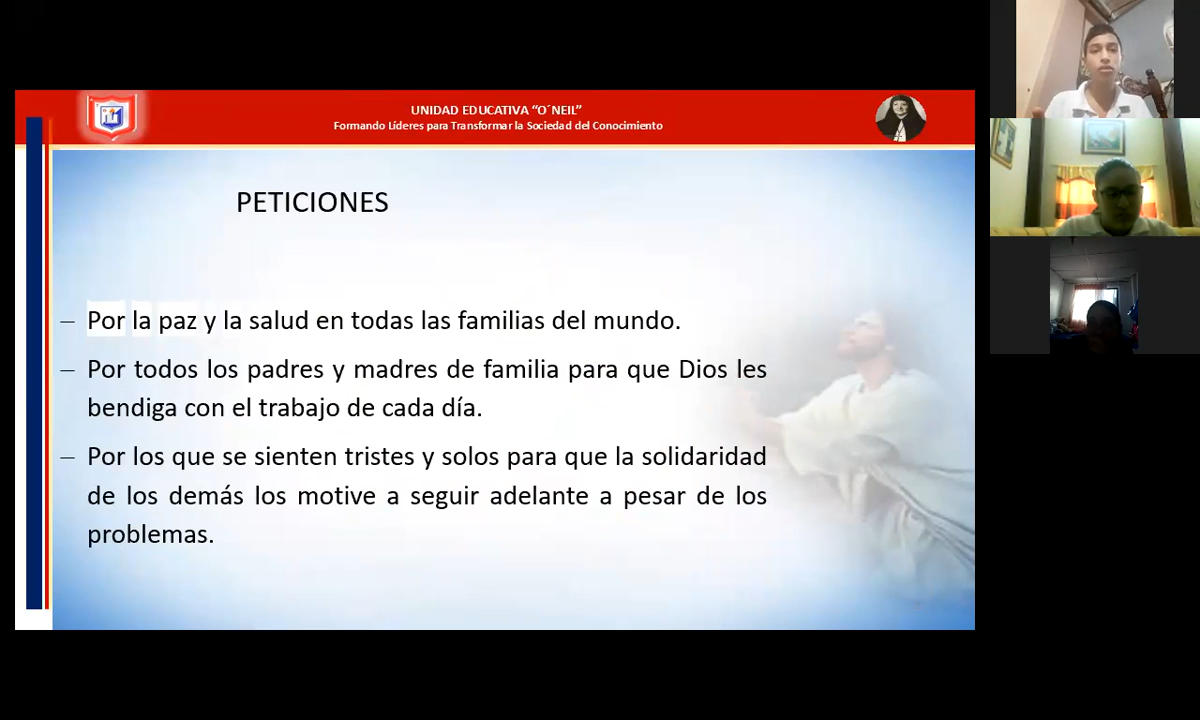 UNIDAD EDUCATIVA “O´NEIL”
Formando Líderes para Transformar la Sociedad del Conocimiento
PETICIONES
– Por la paz y la salud en todas las familias del mundo.
– Por todos los padres y madres de familia para que Dios les
bendiga con el trabajo de cada día.
– Por los que se sienten tristes y solos para que la solidaridad
de los demás los motive a seguir adelante a pesar de los
problemas.